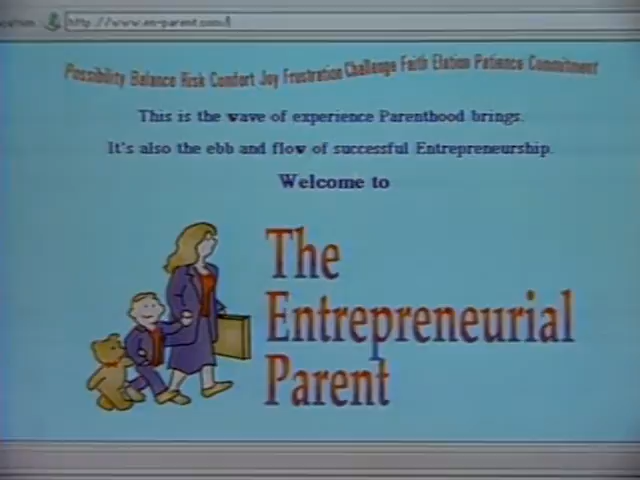 http://www.en-parent.com/
Possibility Balance Risk Comfort Joy Frustration Challenge Faith Elation Patience Commitment
This is the wave of experience Parenthood brings.
It's also the ebb and flow of successful Entrepreneurship.
Welcome to
The
Entrepreneurial
Parent